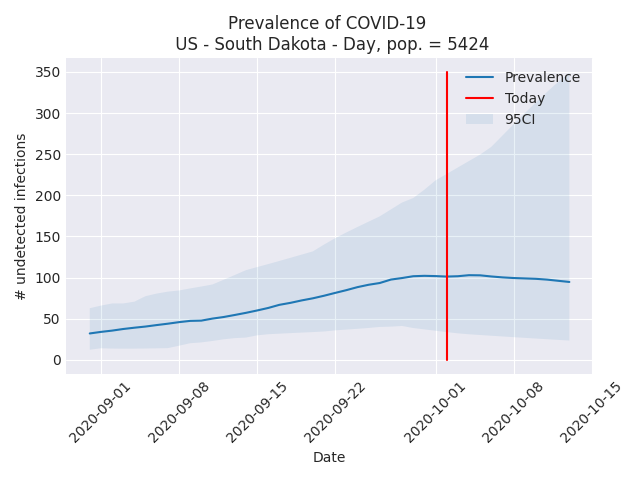 Prevalence of COVID-19
US - South Dakota - Day, pop. = 5424
Prevalence
Today
95CI
# undetected infections
350
300
250
200
150
100
50
0
2020-09-01
2020-09-08
2020-09-15
2020-09-22
2020-10-01
2020-10-08
2020-10-15
Date